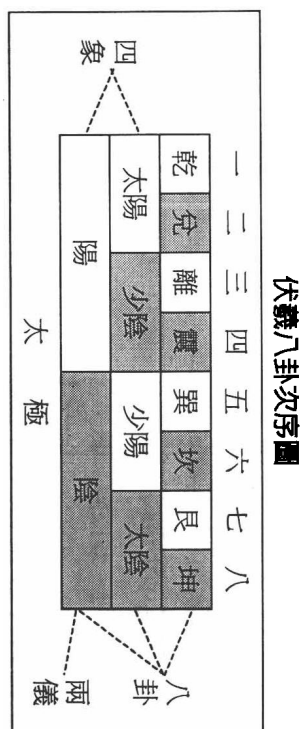 伏羲八卦次序圖
一 二 三 四 五 六 七 八
乾 兌 離 震 巽 坎 艮 坤
太陽 少陰 少陽 太陰
陽 陰
太極
四象
八卦
兩儀